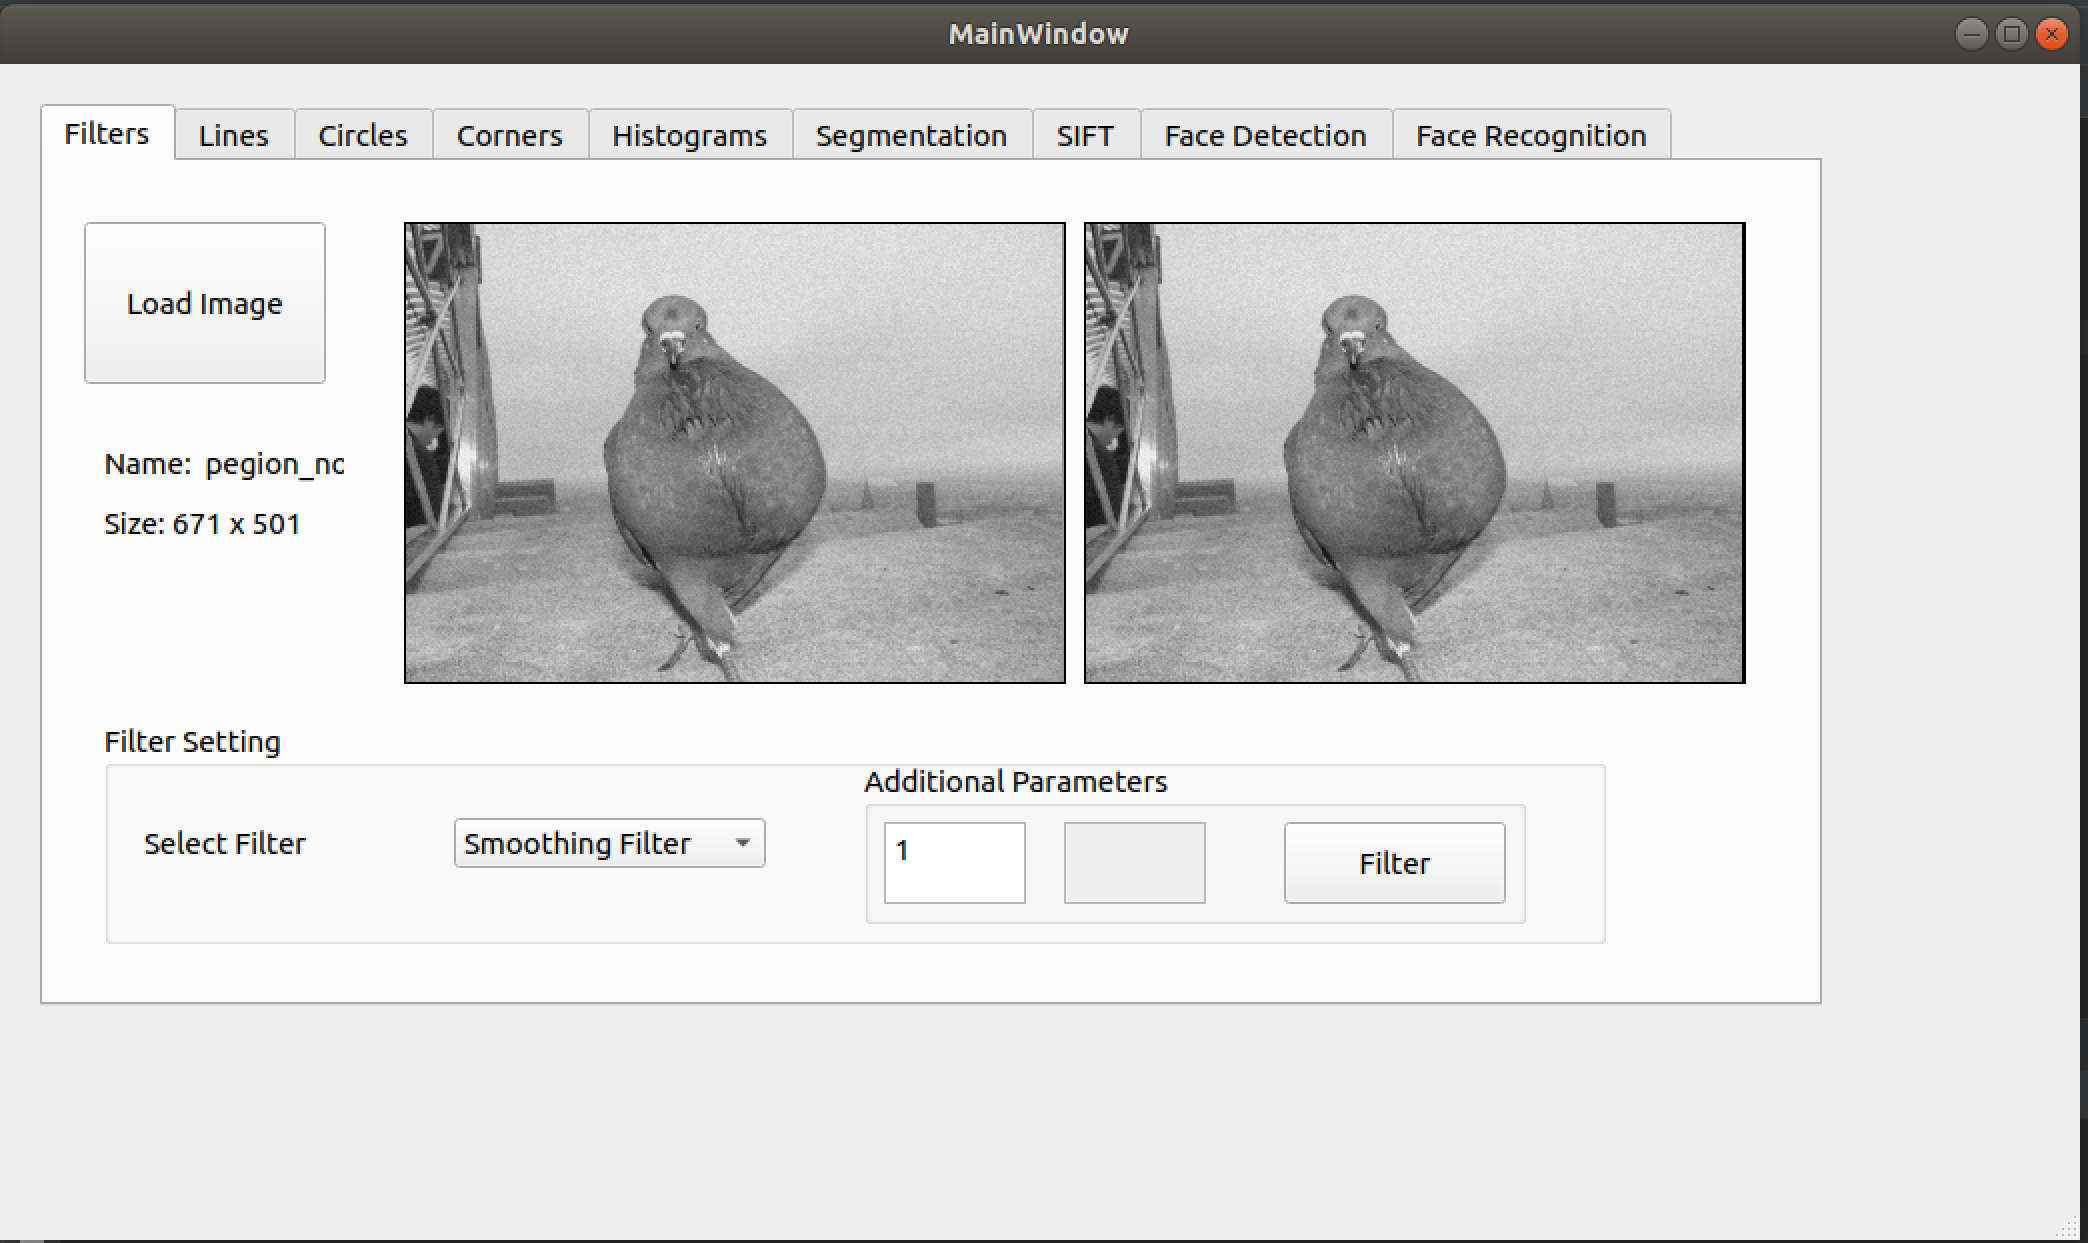 MainWindow
Filters Lines Circles Corners Histograms Segmentation SIFT Face Detection Face Recognition
Load Image
Name: pegion_no
Size: 671 x 501
Filter Setting
Additional Parameters
Select Filter Smoothing Filter 1 Filter